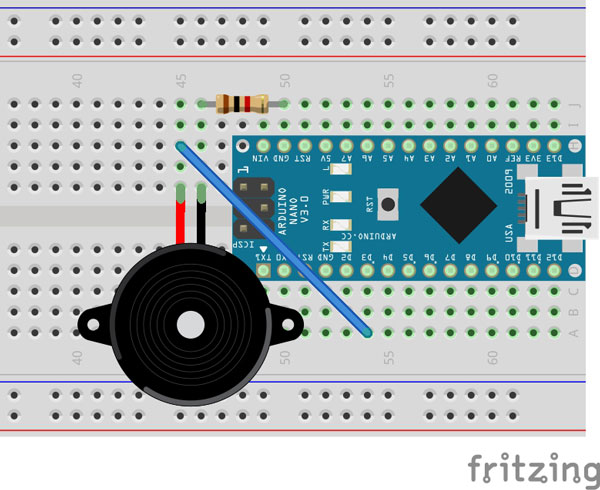 40 45 50 55 60
J
I
H
VIN GND RST 5V A7 A6 A5 A4 A3 A2 A1 A0 REF 3V3 D13
1
L
PWR
RX
TX
ARDUINO
NANO
V3.0
RST
2009
USA
ARDUINO.CC
ICSP
TX1 RST GND D2 D3 D4 D5 D6 D7 D8 D9 D10 D11 D12
D
C
B
A
40 50 55 60
fritzing